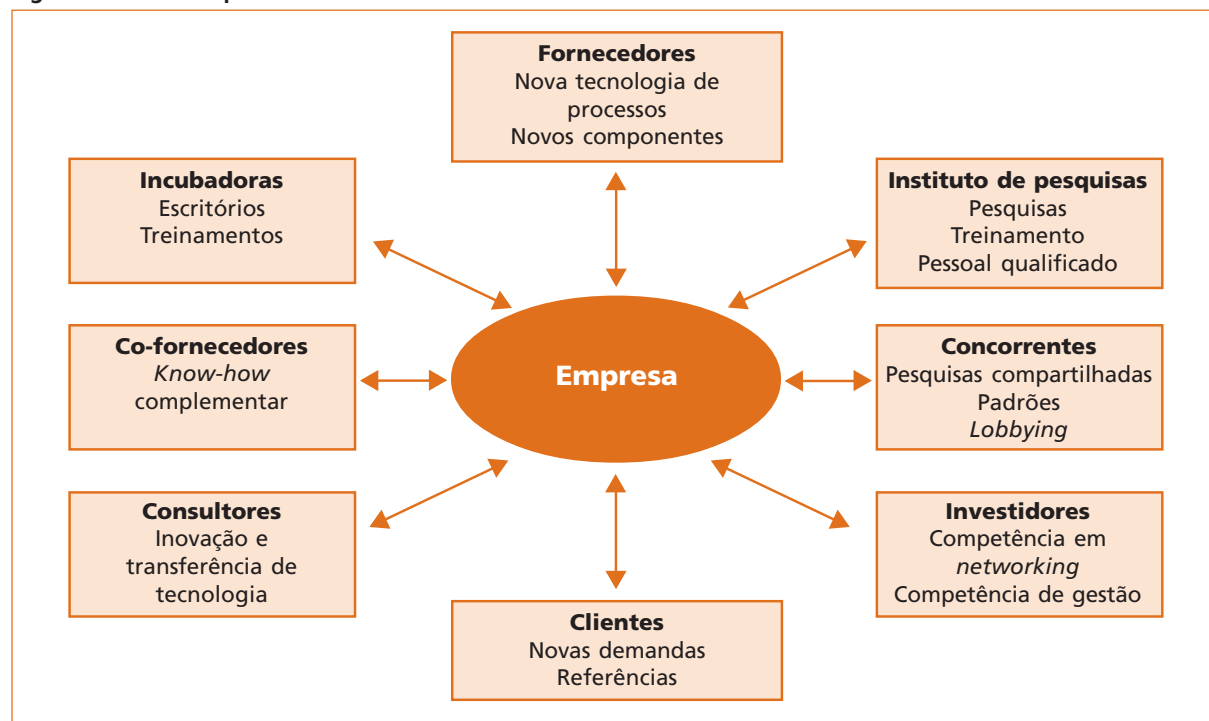 Fornecedores
Nova tecnologia de
processos
Novos componentes
Incubadoras
Escritórios
Treinamentos
Instituto de pesquisas
Pesquisas
Treinamento
Pessoal qualificado
Co-fornecedores
Know-how
complementar
Empresa
Concorrentes
Pesquisas compartilhadas
Padrões
Lobbying
Consultores
Inovação e
transferência de
tecnologia
Clientes
Novas demandas
Referências
Investidores
Competência em
networking
Competência de gestão